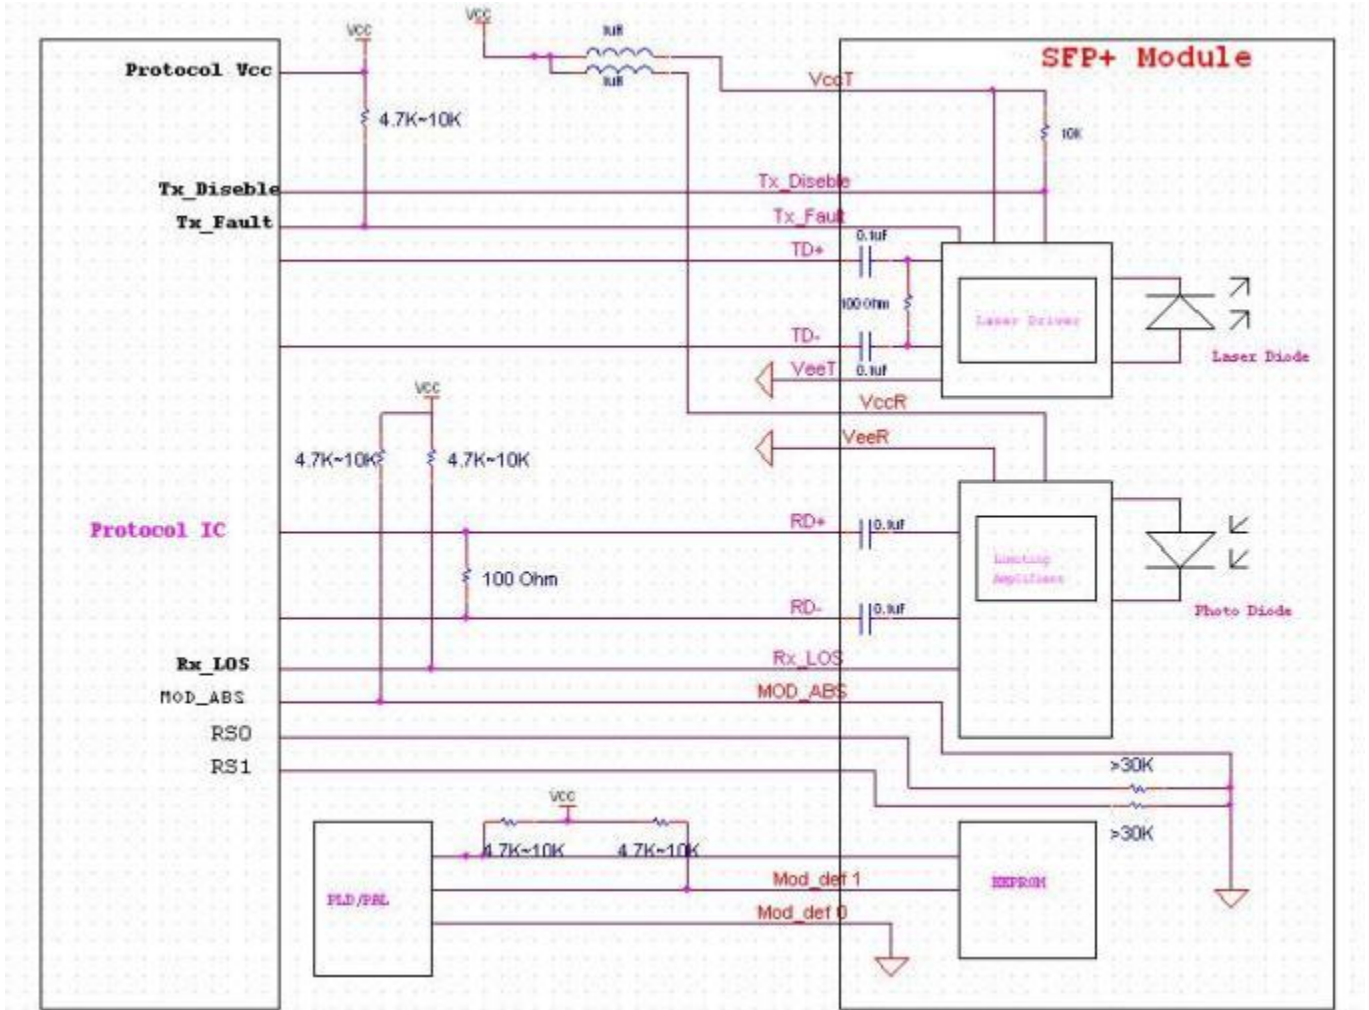 Vcc
Vcc
1uH
SFP+ Module
Protocol Vcc
1uH
VccT
4.7K~10K
10K
Tx_Diseble
Tx_Diseble
Tx_Fault
Tx_Fault
0.1uF
TD+
100 Ohm
Laser Driver
TD-
Laser Diode
VeeT
0.1uF
Vcc
VccR
VeeR
4.7K~10K
4.7K~10K
Protocol IC
RD+
0.1uF
100 Ohm
Amplifiers
RD-
0.1uF
Photo Diode
Rx_LOS
Rx_LOS
MOD_ABS
MOD_ABS
RS0
RS1
>30K
Vcc
>30K
4.7K~10K
4.7K~10K
PLD/PAL
Mod_def 1
EEPROM
Mod_def 0